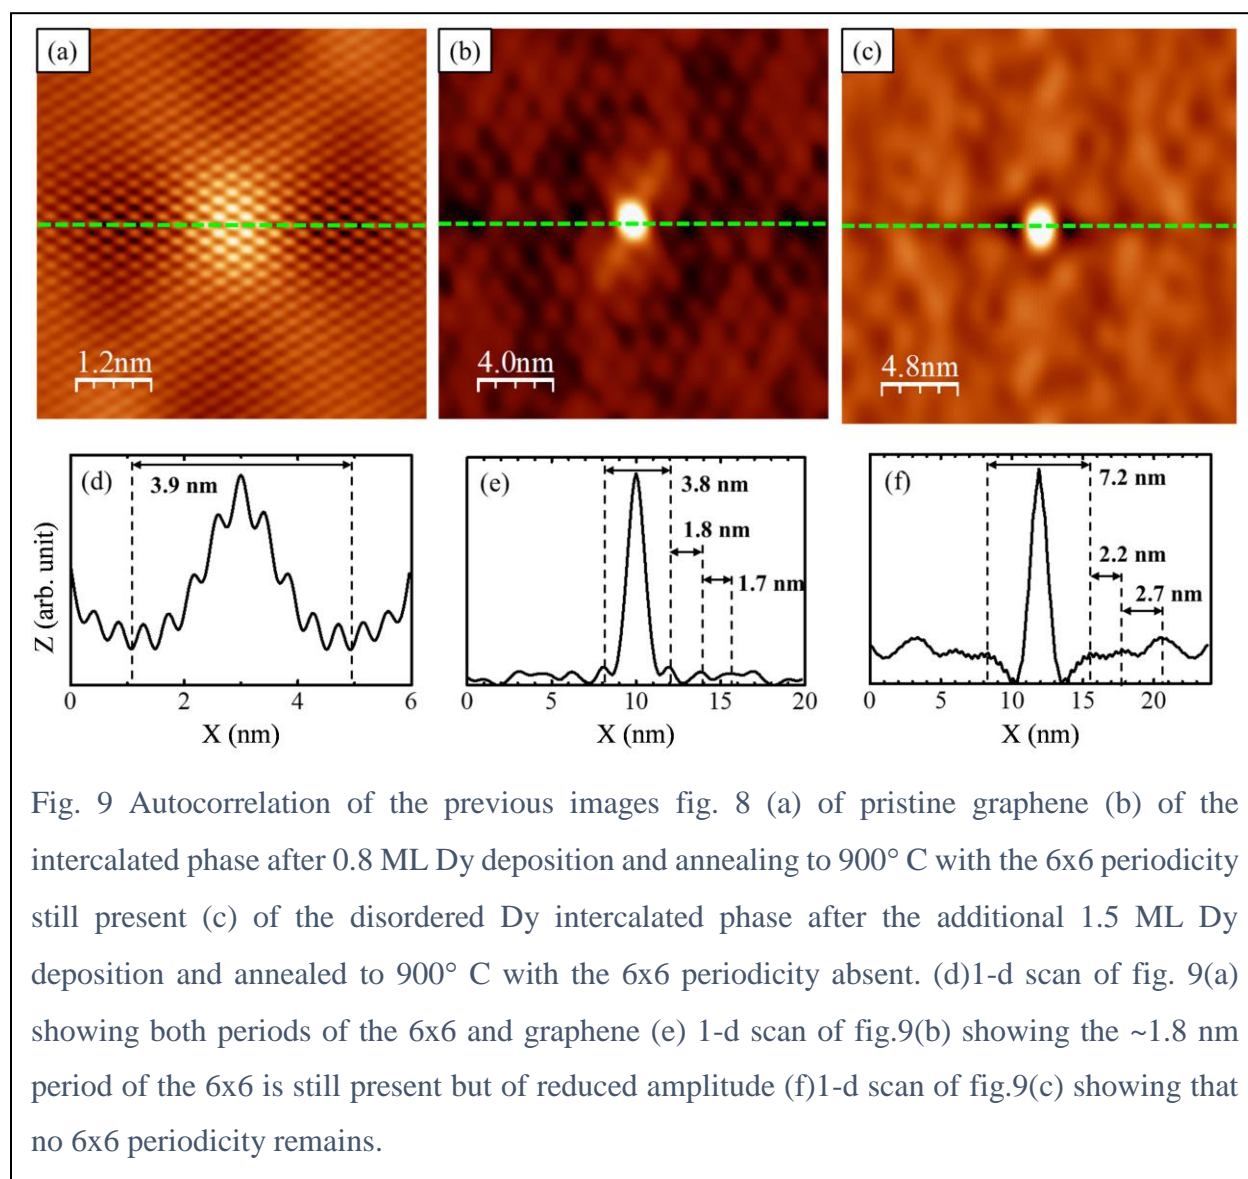 (a)
(b)
(c)
1.2nm
4.0nm
4.8nm
(d)
3.9 nm
Z (arb. unit)
0 2 4 6
X (nm)
(e)
3.8 nm
1.8 nm
1.7 nm
0 5 10 15 20
X (nm)
(f)
7.2 nm
2.2 nm
2.7 nm
0 5 10 15 20
X (nm)
Fig. 9 Autocorrelation of the previous images fig. 8 (a) of pristine graphene (b) of the
intercalated phase after 0.8 ML Dy deposition and annealing to 900° C with the 6x6 periodicity
still present (c) of the disordered Dy intercalated phase after the additional 1.5 ML Dy
deposition and annealed to 900° C with the 6x6 periodicity absent. (d)1-d scan of fig. 9(a)
showing both periods of the 6x6 and graphene (e) 1-d scan of fig.9(b) showing the ~1.8 nm
period of the 6x6 is still present but of reduced amplitude (f)1-d scan of fig.9(c) showing that
no 6x6 periodicity remains.